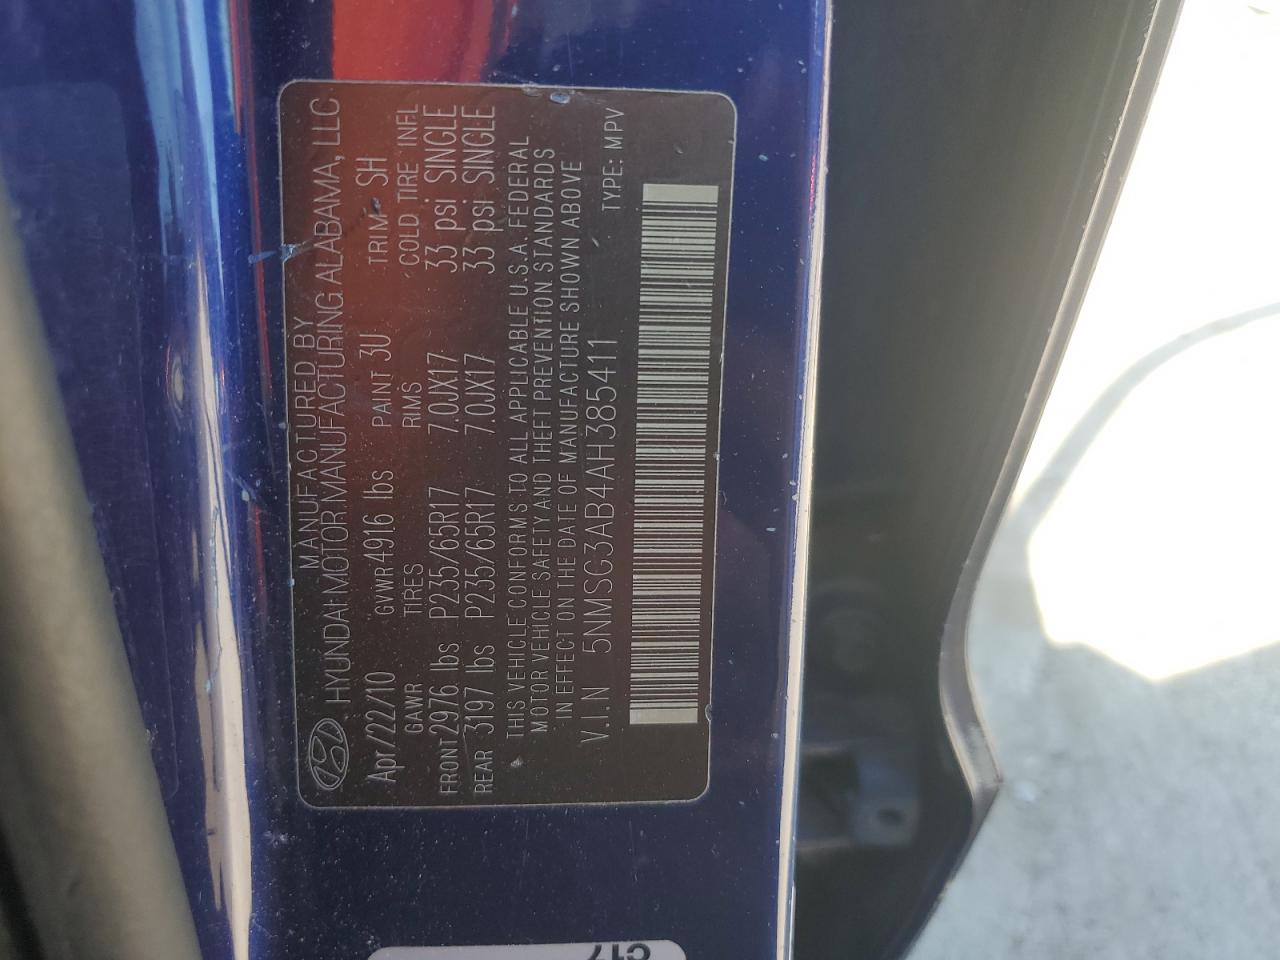 MANUFACTURED BY
HYUNDAI MOTOR MANUFACTURING ALABAMA, LLC
Apr/22/10 GVWR 4916 lbs PAINT 3U TRIM SH
GAWR TIRES RIMS COLD TIRE INFL
FRONT 2976 lbs P235/65R17 7.0JX17 33 psi SINGLE
REAR 3197 lbs P235/65R17 7.0JX17 33 psi SINGLE
THIS VEHICLE CONFORMS TO ALL APPLICABLE U.S.A. FEDERAL
MOTOR VEHICLE SAFETY AND THEFT PREVENTION STANDARDS
IN EFFECT ON THE DATE OF MANUFACTURE SHOWN ABOVE
V.I.N 5NMSG3AB4AH385411 TYPE: MPV